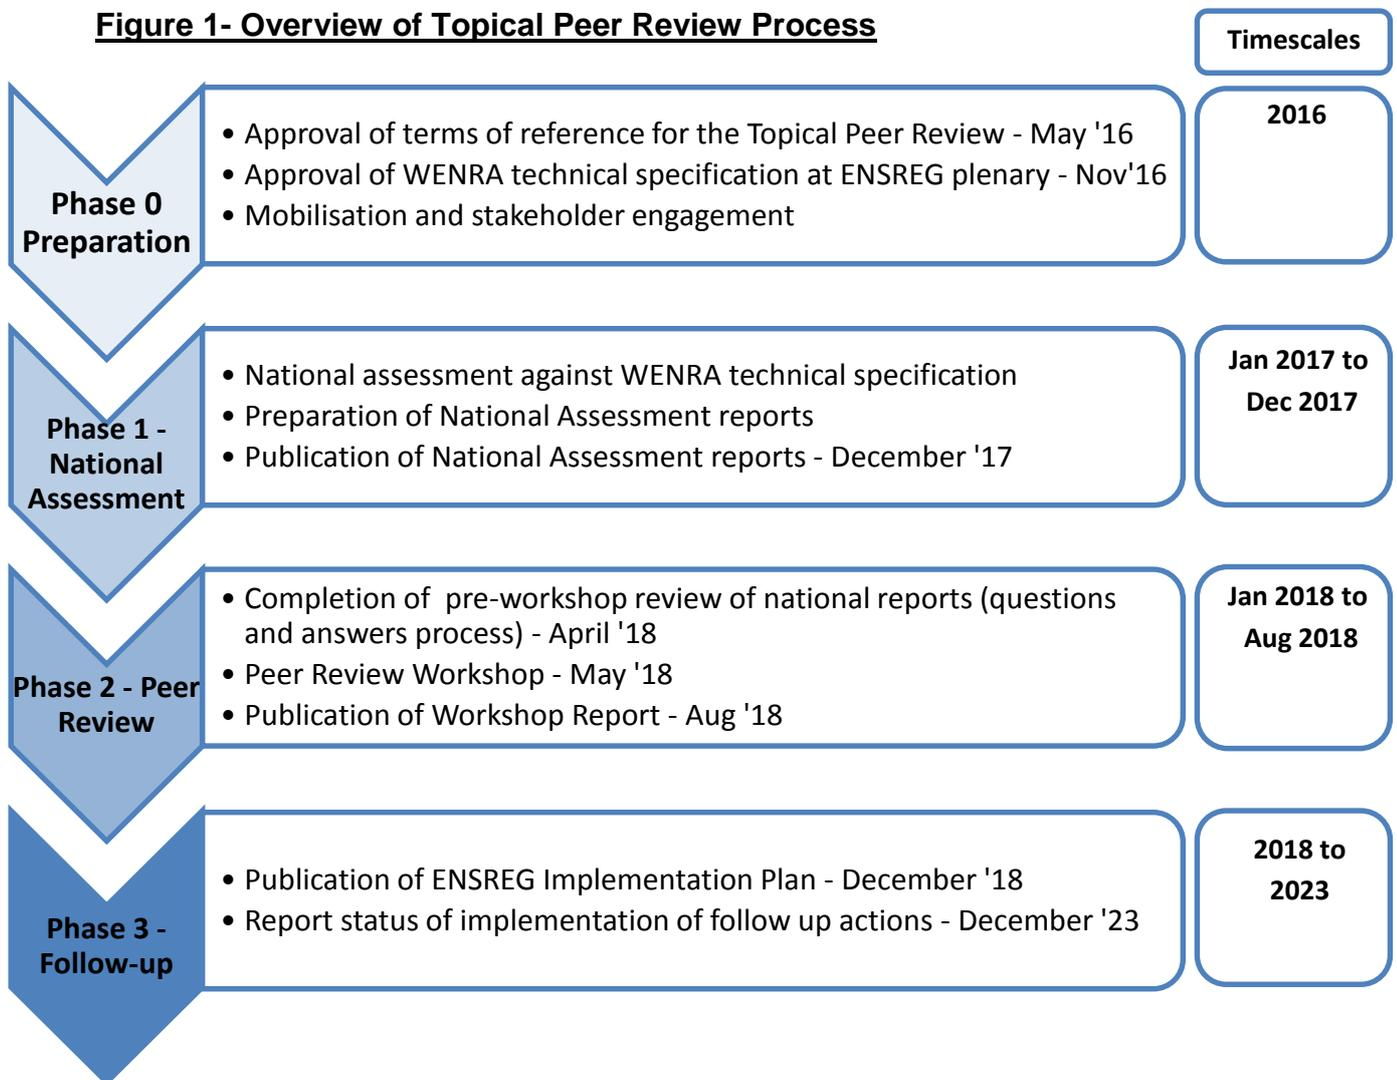 Figure 1- Overview of Topical Peer Review Process
Timescales
Phase 0
Preparation
• Approval of terms of reference for the Topical Peer Review - May '16
• Approval of WENRA technical specification at ENSREG plenary - Nov'16
• Mobilisation and stakeholder engagement
2016
Phase 1 -
National
Assessment
• National assessment against WENRA technical specification
• Preparation of National Assessment reports
• Publication of National Assessment reports - December '17
Jan 2017 to
Dec 2017
Phase 2 - Peer
Review
• Completion of  pre-workshop review of national reports (questions
and answers process) - April '18
• Peer Review Workshop - May '18
• Publication of Workshop Report - Aug '18
Jan 2018 to
Aug 2018
Phase 3 -
Follow-up
• Publication of ENSREG Implementation Plan - December '18
• Report status of implementation of follow up actions - December '23
2018 to
2023